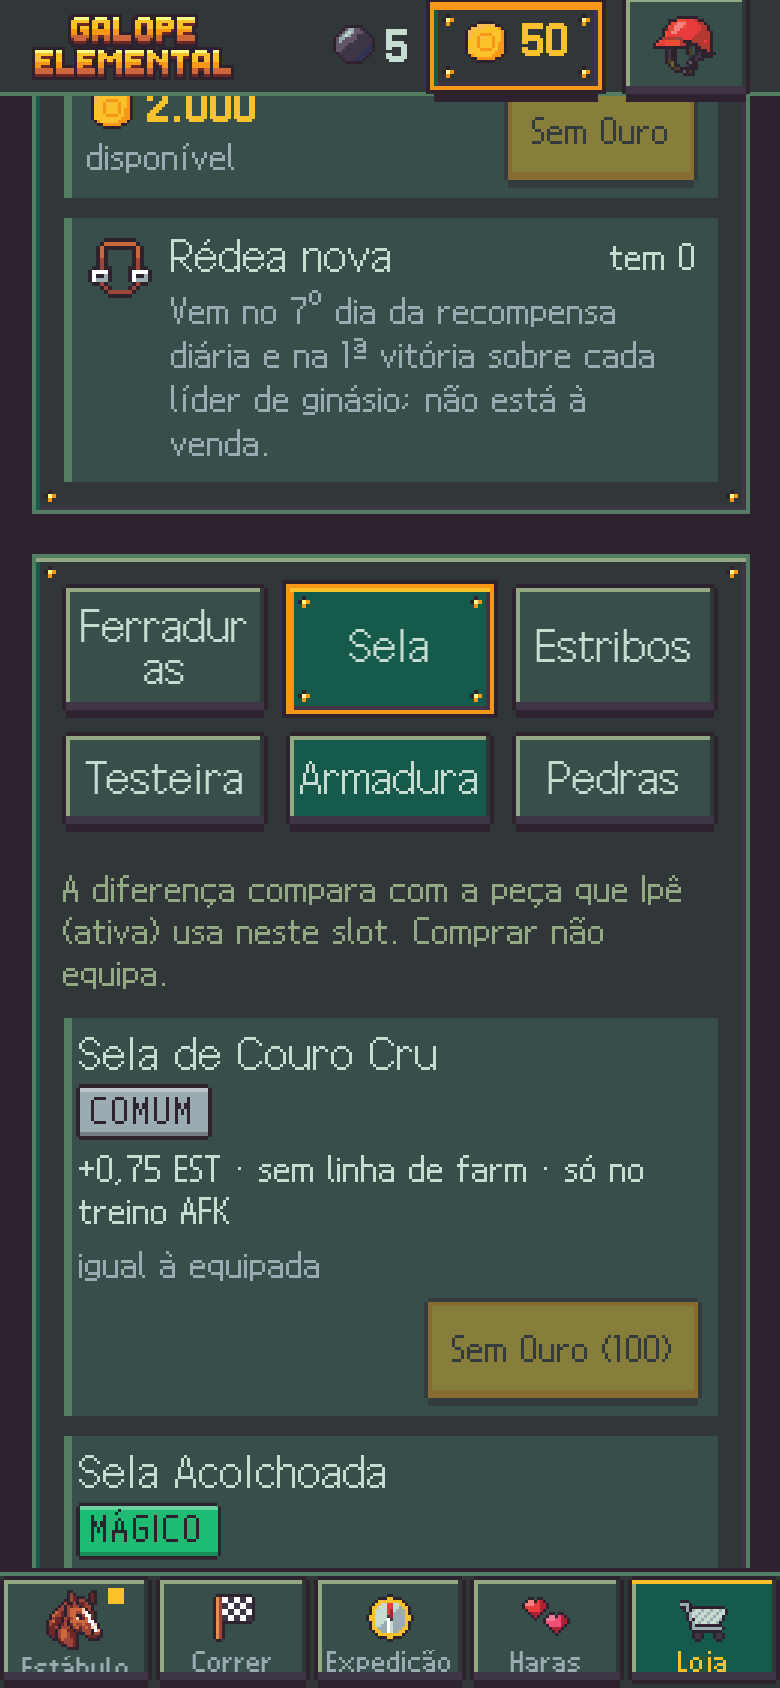 GALOPE
ELEMENTAL
5
50
2.000
disponível
Sem Ouro
Rédea nova
tem 0
Vem no 7º dia da recompensa
diária e na 1ª vitória sobre cada
líder de ginásio; não está à
venda.
Ferradur
as
Sela
Estribos
Testeira
Armadura
Pedras
A diferença compara com a peça que Ipê
(ativa) usa neste slot. Comprar não
equipa.
Sela de Couro Cru
COMUM
+0,75 EST · sem linha de farm · só no
treino AFK
igual à equipada
Sem Ouro (100)
Sela Acolchoada
MÁGICO
Estábulo
Correr
Expedição
Haras
Loja